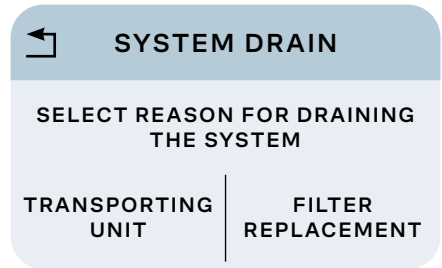 SYSTEM DRAIN
SELECT REASON FOR DRAINING
THE SYSTEM
TRANSPORTING
UNIT
FILTER
REPLACEMENT